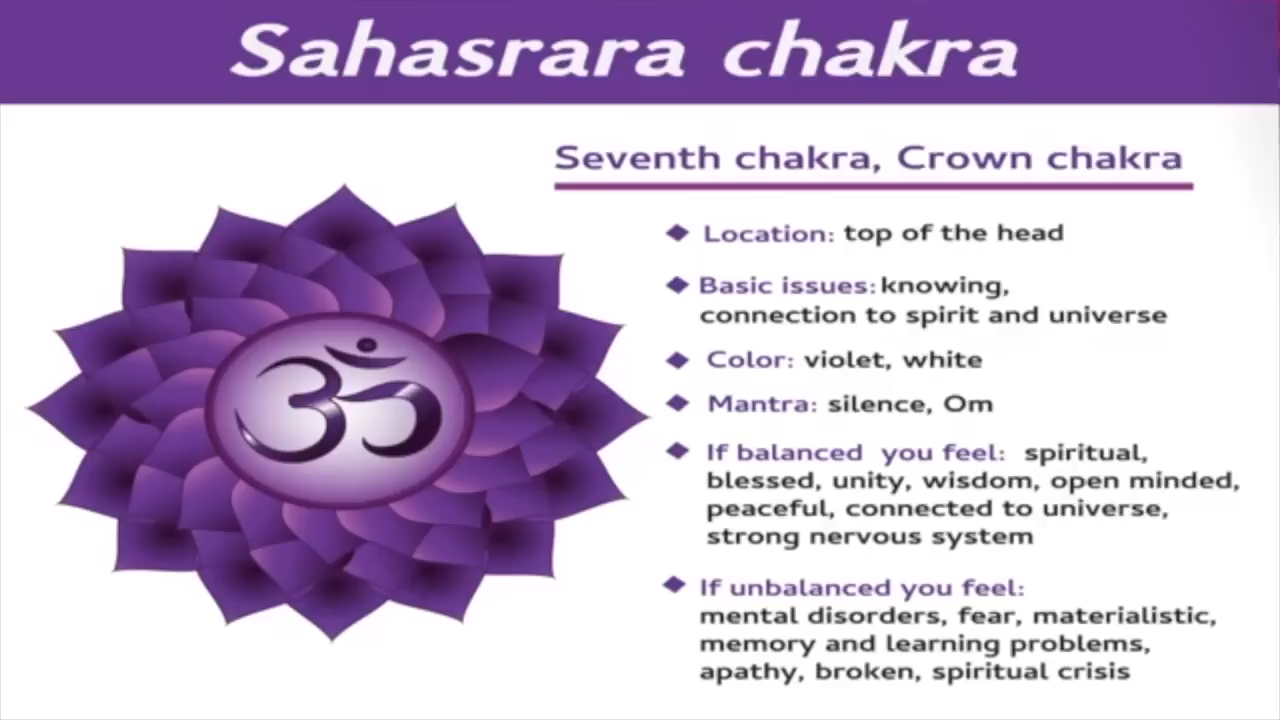 Sahasrara chakra
Seventh chakra, Crown chakra
Location: top of the head
Basic issues: knowing,
connection to spirit and universe
Color: violet, white
Mantra: silence, Om
If balanced you feel: spiritual,
blessed, unity, wisdom, open minded,
peaceful, connected to universe,
strong nervous system
If unbalanced you feel:
mental disorders, fear, materialistic,
memory and learning problems,
apathy, broken, spiritual crisis
ॐ